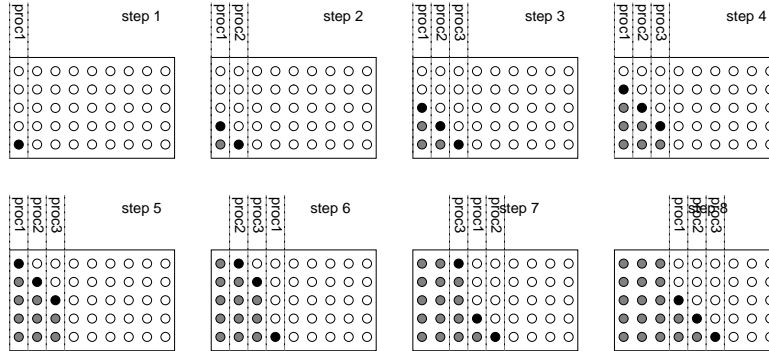 proc1
step 1
proc1
proc2
step 2
proc1
proc2
proc3
step 3
proc1
proc2
proc3
step 4
proc1
proc2
proc3
step 5
proc2
proc3
proc1
step 6
proc3
proc1
proc2
step 7
proc1
proc2
proc3
step 8